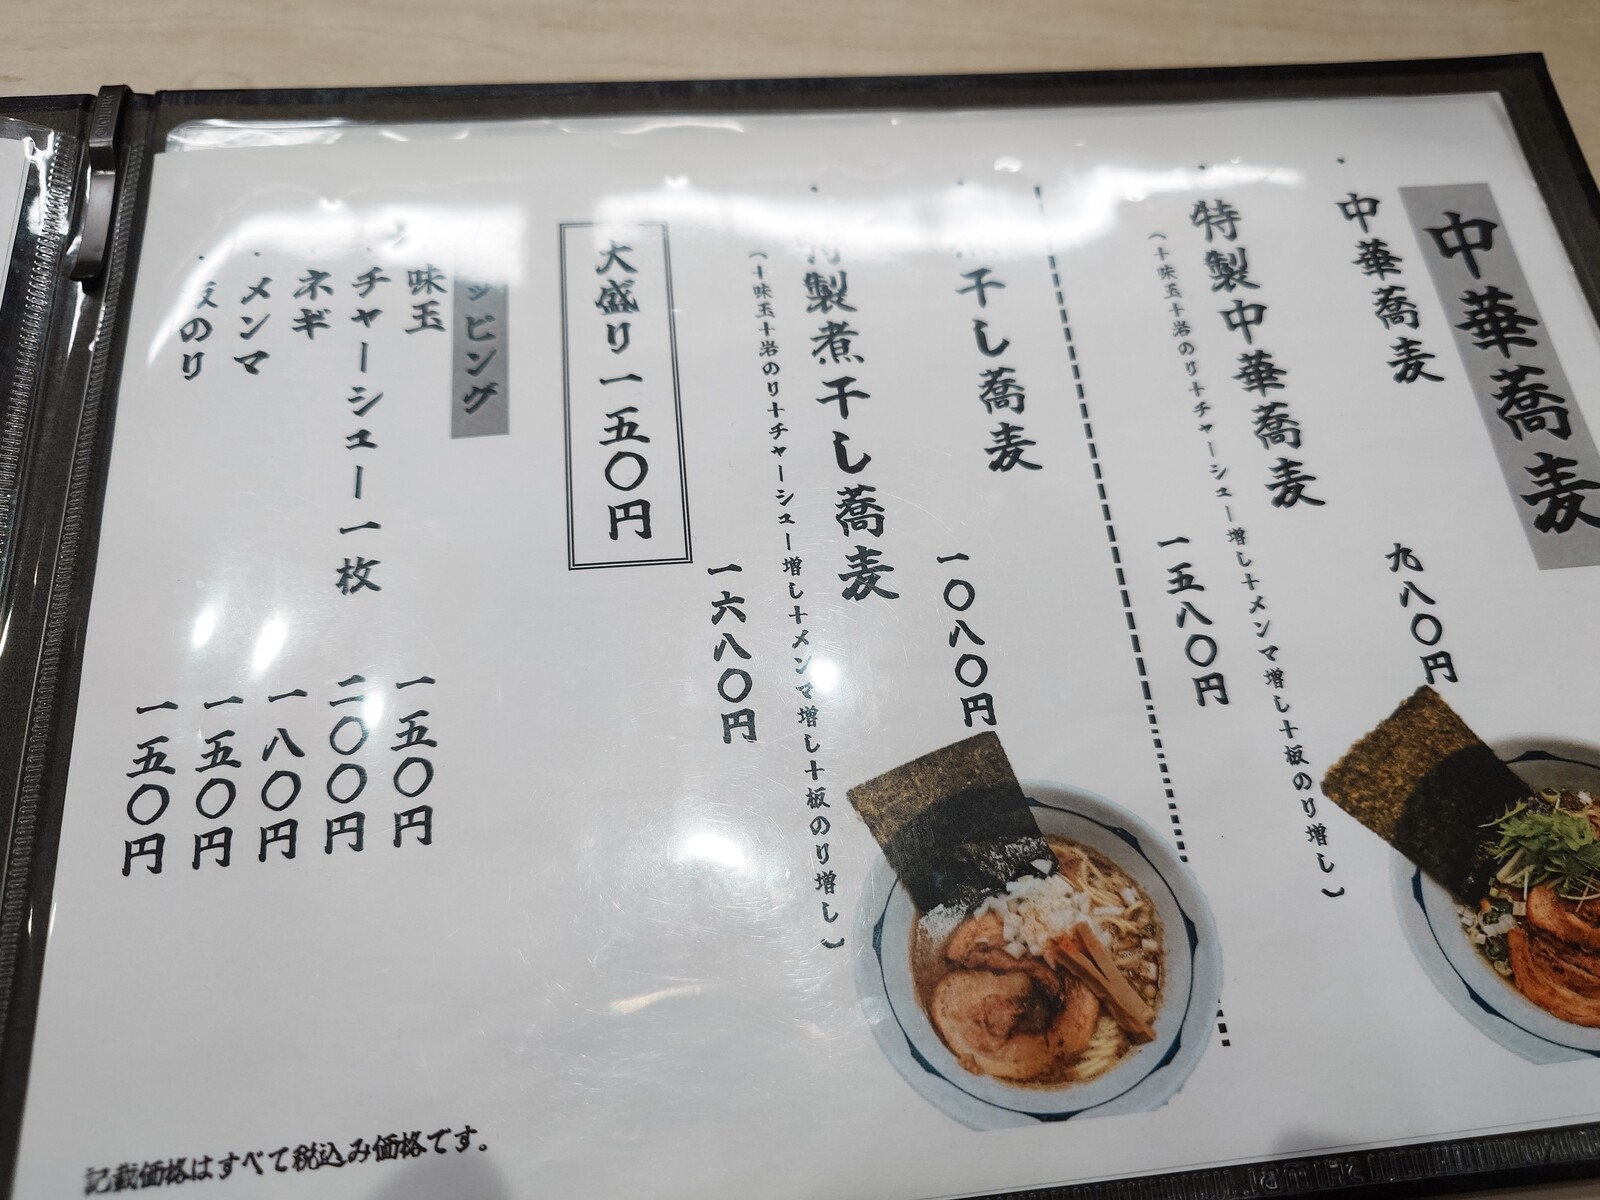 中華蕎麦
・中華蕎麦
九八〇円
・特製中華蕎麦
一五八〇円
（＋味玉＋岩のり＋チャーシュー増し＋メンマ増し＋板のり増し）
干し蕎麦
一〇八〇円
製煮干し蕎麦
一六八〇円
（＋味玉＋岩のり＋チャーシュー増し＋メンマ増し＋板のり増し）
大盛り一五〇円
ッピング
味玉
一五〇円
・チャーシュー一枚
二〇〇円
・ネギ
一八〇円
・メンマ
一五〇円
・板のり
一五〇円
記載価格はすべて税込み価格です。